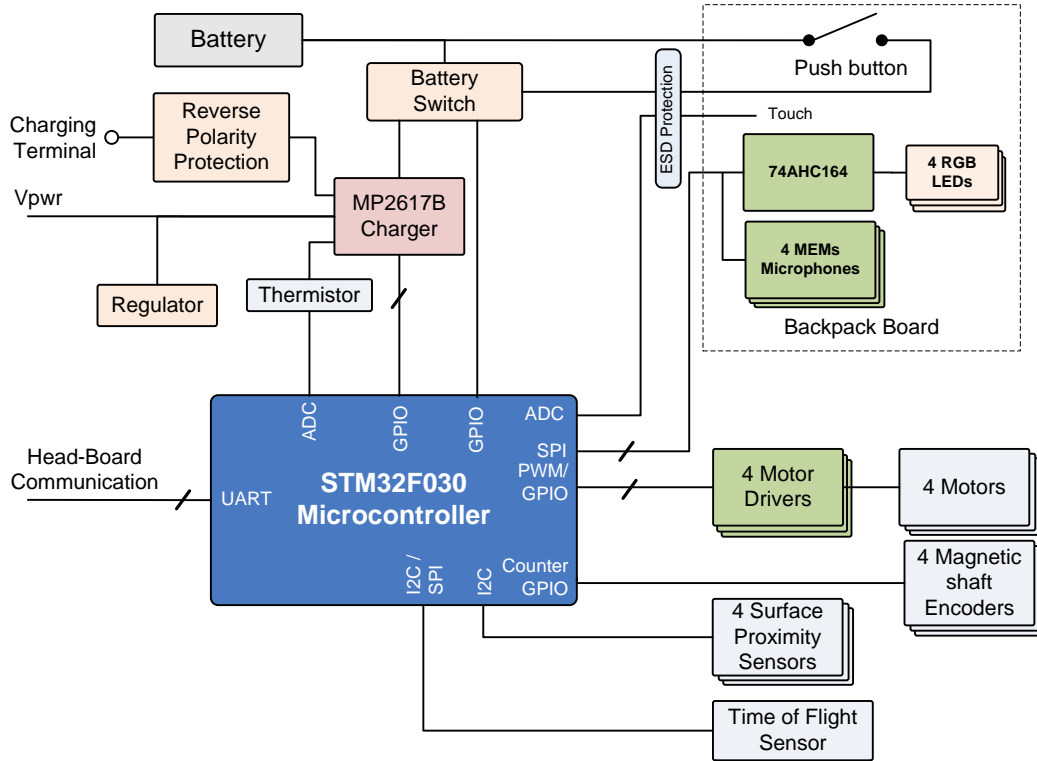 Battery
Push button
Battery
Switch
ESD Protection
Charging
Terminal
Reverse
Polarity
Protection
Touch
74AHC164
4 RGB
LEDs
Vpwr
MP2617B
Charger
4 MEMs
Microphones
Thermistor
Regulator
Backpack Board
ADC
GPIO
GPIO
ADC
SPI
PWM/
GPIO
Head-Board
Communication
UART
STM32F030
Microcontroller
4 Motor
Drivers
4 Motors
I2C /
SPI
I2C
Counter
GPIO
4 Magnetic
shaft
Encoders
4 Surface
Proximity
Sensors
Time of Flight
Sensor